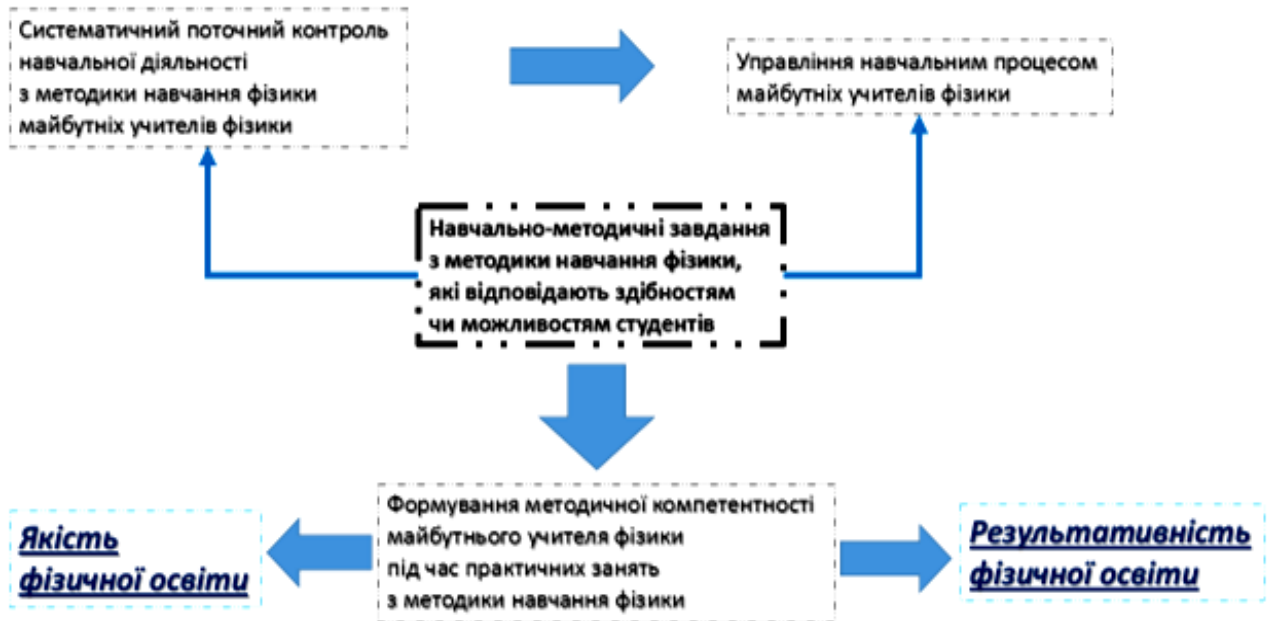 Систематичний поточний контроль
навчальної діяльності
з методики навчання фізики
майбутніх учителів фізики
Управління навчальним процесом
майбутніх учителів фізики
Навчально-методичні завдання
з методики навчання фізики,
які відповідають здібностям
чи можливостям студентів
Формування методичної компетентності
майбутнього учителя фізики
під час практичних занять
з методики навчання фізики
Якість
фізичної освіти
Результативність
фізичної освіти